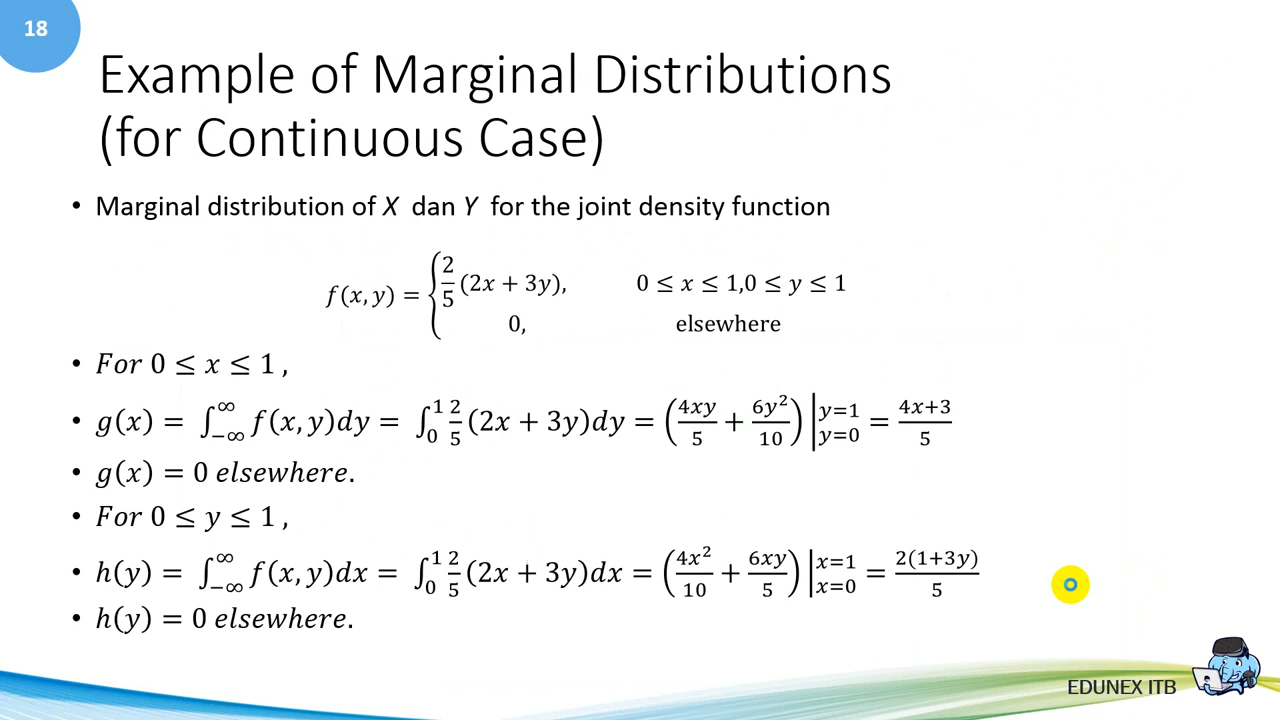 18
Example of Marginal Distributions
(for Continuous Case)
• Marginal distribution of X dan Y for the joint density function
f(x, y) = { 2/5 (2x + 3y), 0 ≤ x ≤ 1,0 ≤ y ≤ 1
0, elsewhere
• For 0 ≤ x ≤ 1 ,
• g(x) = ∫_{−∞}^{∞} f(x, y)dy = ∫_0^1 2/5 (2x + 3y)dy = (4xy/5 + 6y²/10) |_{y=0}^{y=1} = (4x+3)/5
• g(x) = 0 elsewhere.
• For 0 ≤ y ≤ 1 ,
• h(y) = ∫_{−∞}^{∞} f(x, y)dx = ∫_0^1 2/5 (2x + 3y)dx = (4x²/10 + 6xy/5) |_{x=0}^{x=1} = 2(1+3y)/5
• h(y) = 0 elsewhere.
EDUNEX ITB